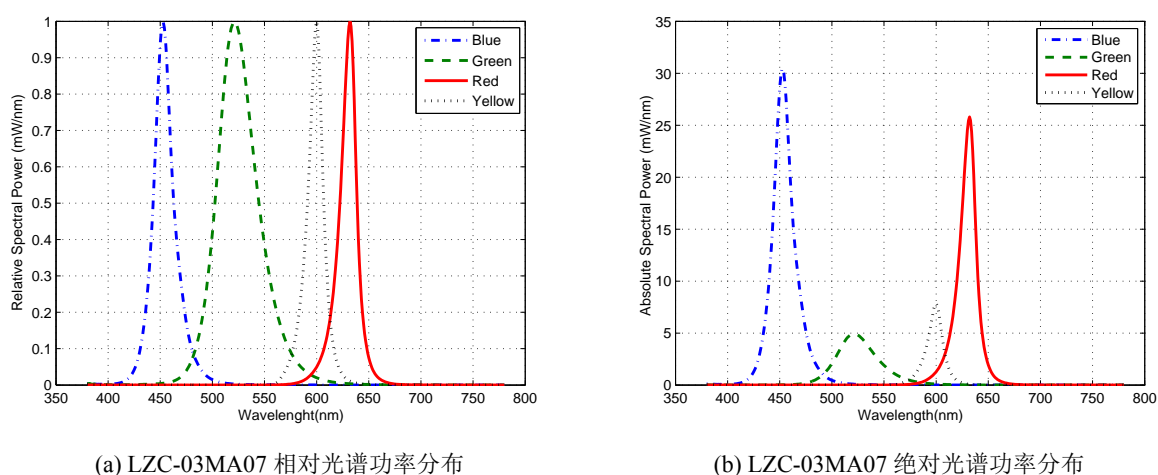 Relative Spectral Power (mW/nm)
1
0.9
0.8
0.7
0.6
0.5
0.4
0.3
0.2
0.1
0
350 400 450 500 550 600 650 700 750 800
Wavelenght(nm)
Blue
Green
Red
Yellow
(a) LZC-03MA07 相对光谱功率分布
Absolute Spectral Power (mW/nm)
35
30
25
20
15
10
5
0
350 400 450 500 550 600 650 700 750 800
Wavelength(nm)
Blue
Green
Red
Yellow
(b) LZC-03MA07 绝对光谱功率分布